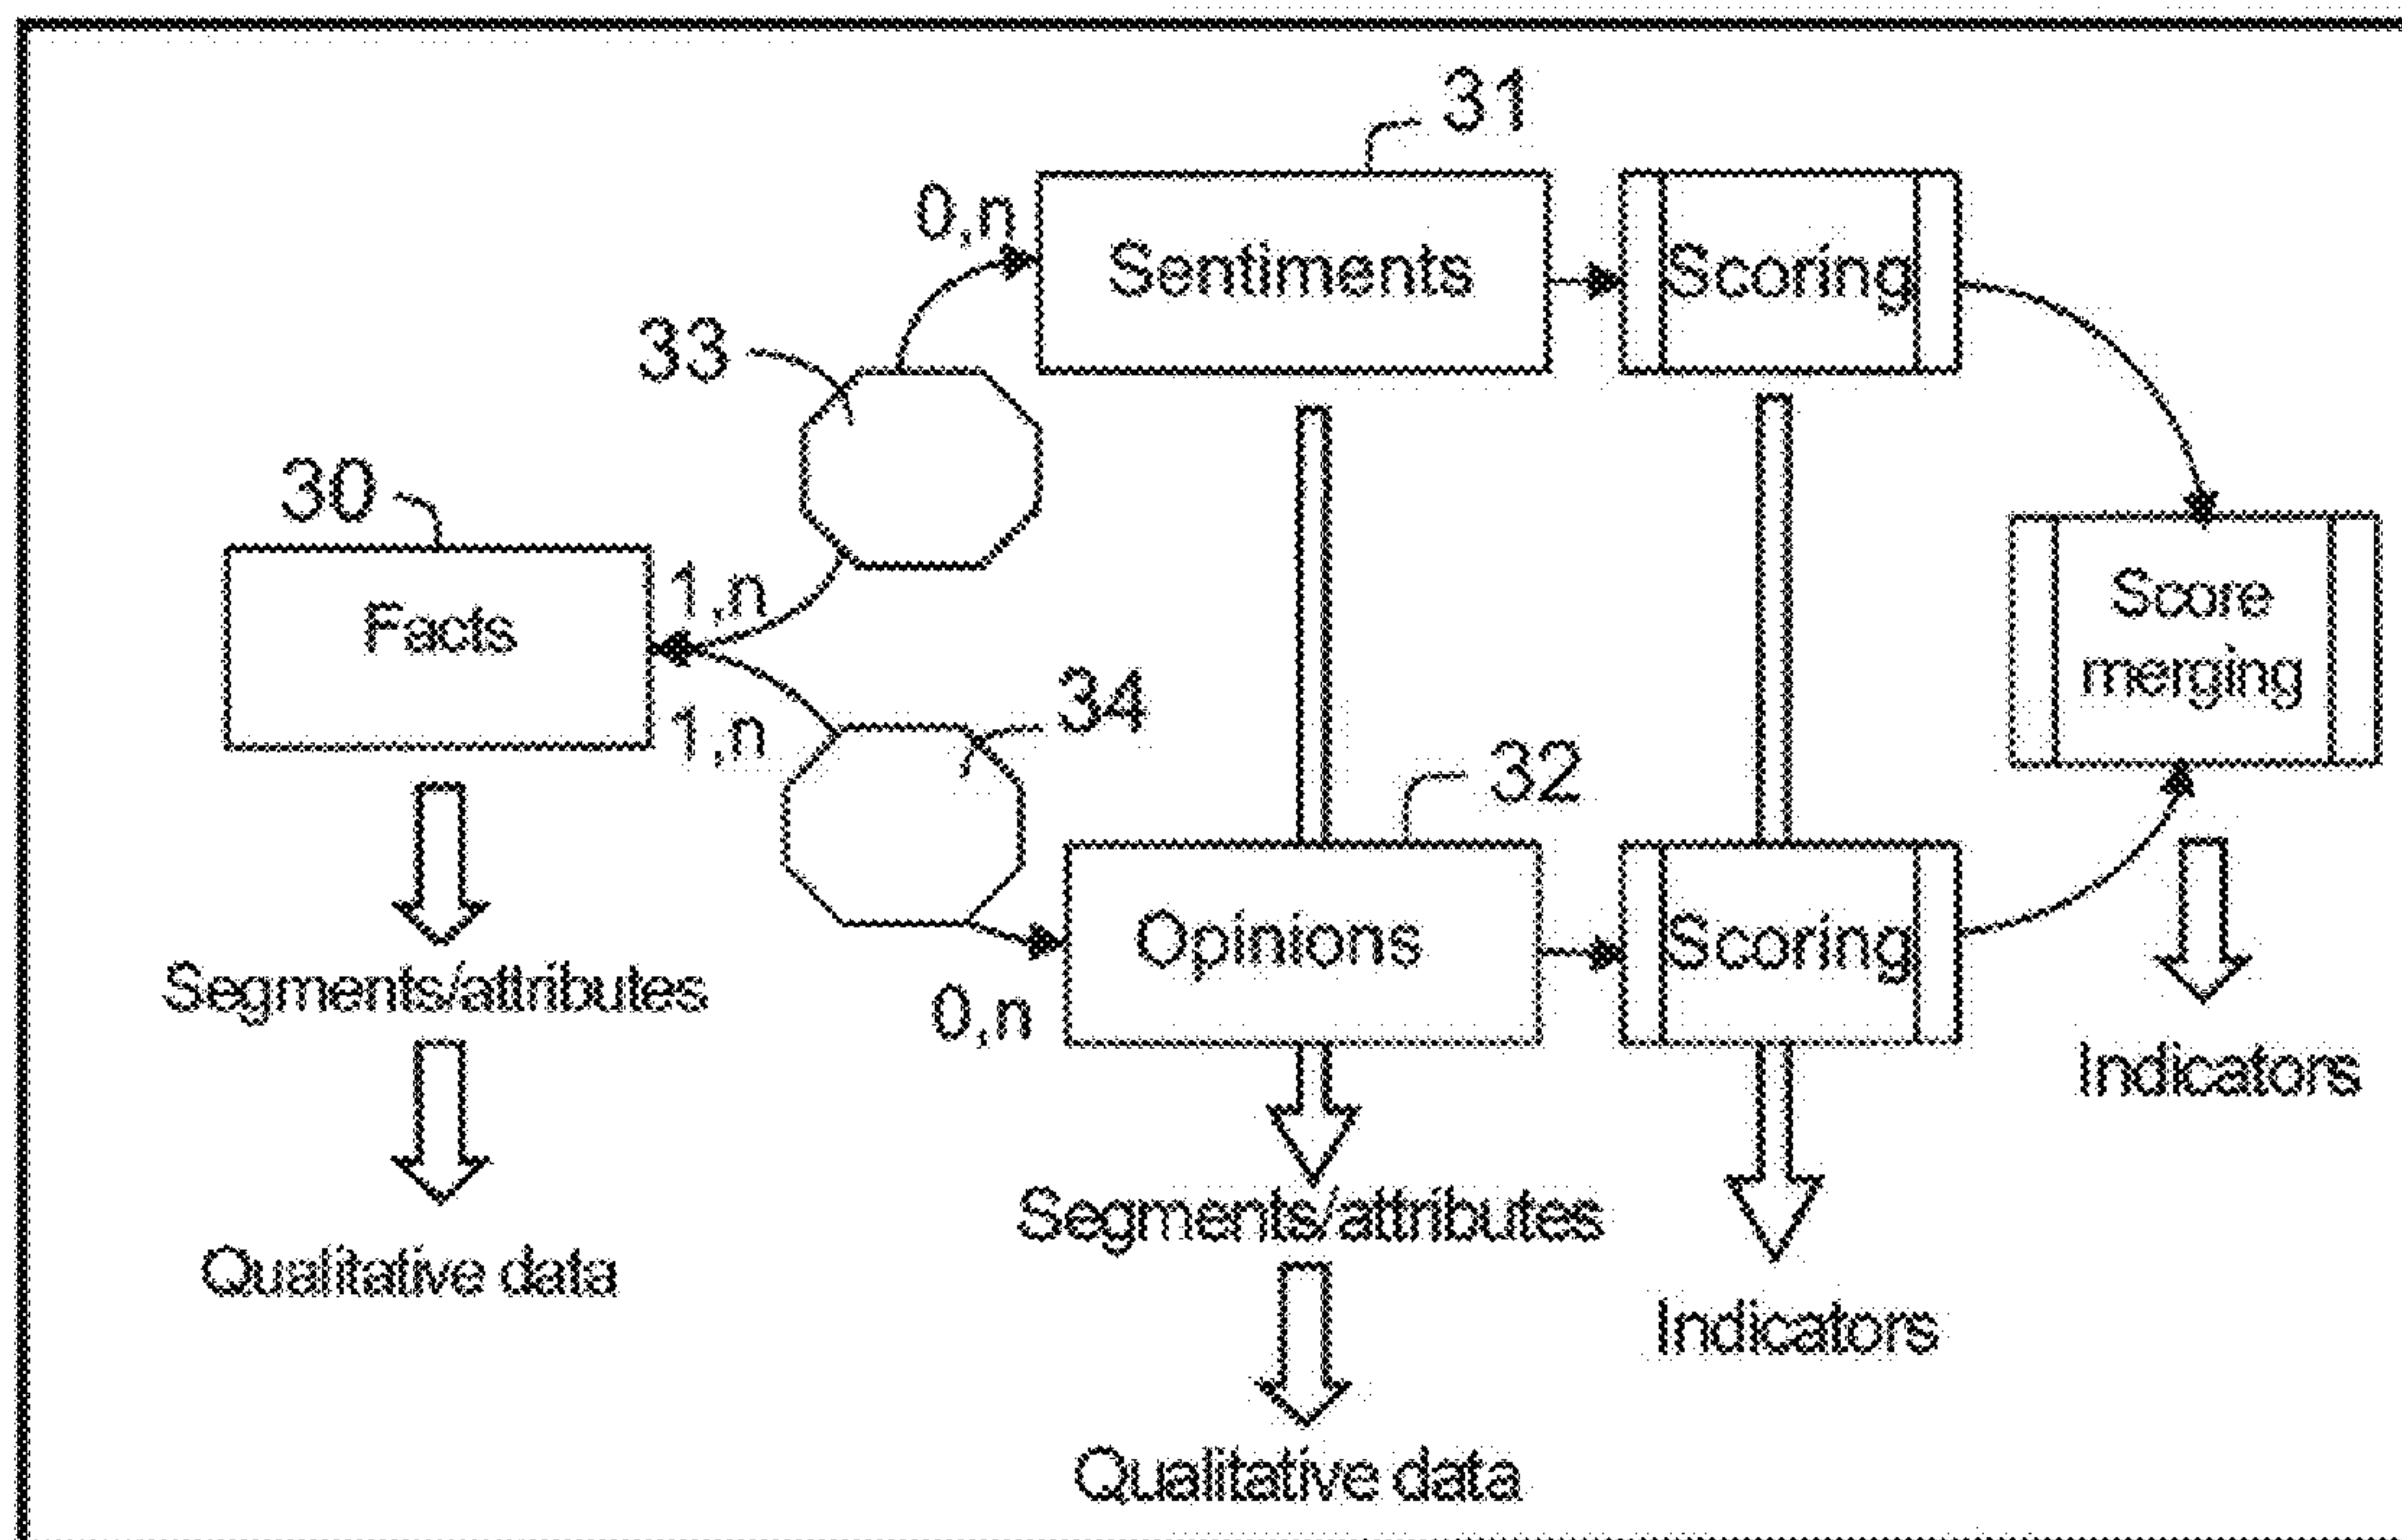 31
0,n
Sentiments
Scoring
33
30
1,n
Facts
Score
merging
1,n
34
32
Opinions
Scoring
Segments/attributes
0,n
Indicators
Segments/attributes
Qualitative data
Indicators
Qualitative data